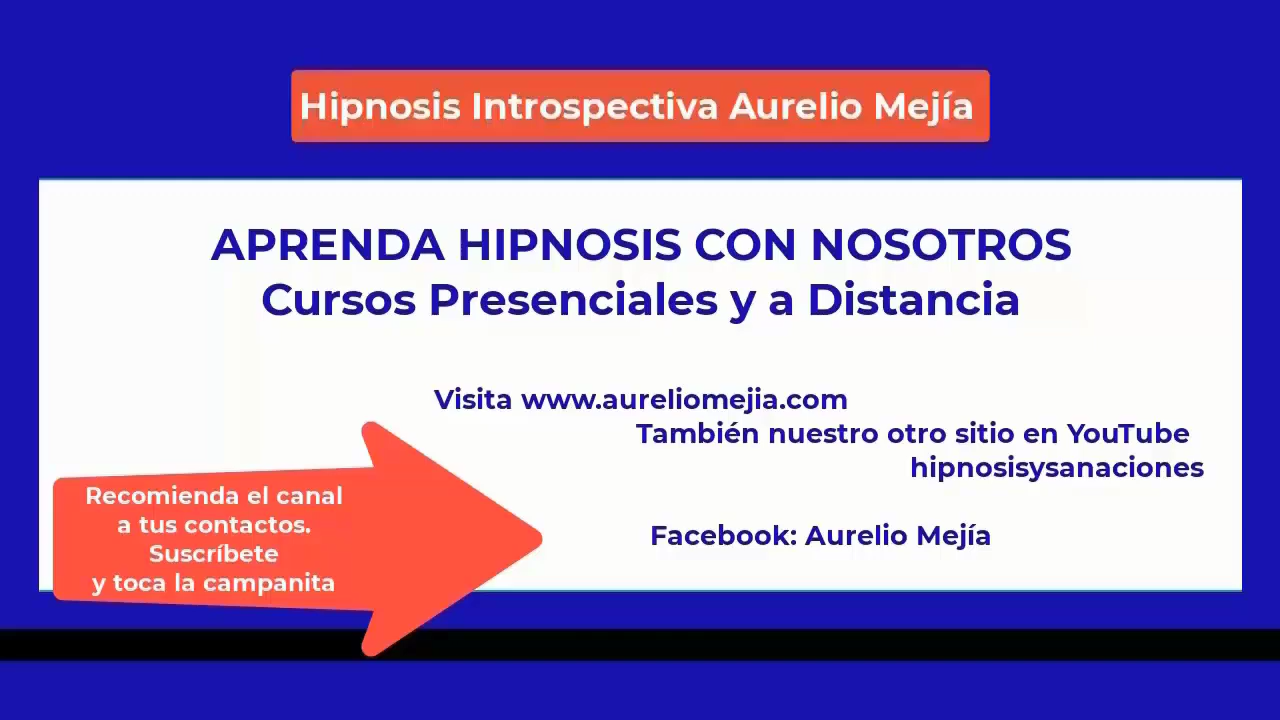 Hipnosis Introspectiva Aurelio Mejía
APRENDA HIPNOSIS CON NOSOTROS
Cursos Presenciales y a Distancia
Visita www.aureliomejia.com
También nuestro otro sitio en YouTube
hipnosisysanaciones
Facebook: Aurelio Mejía
Recomienda el canal
a tus contactos.
Suscríbete
y toca la campanita